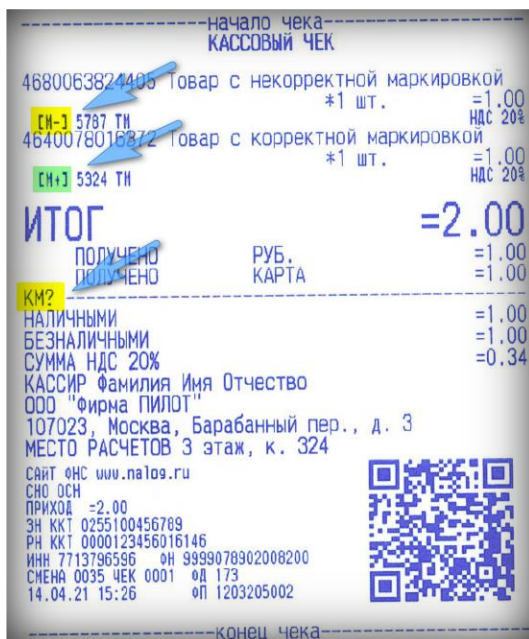 начало чека
КАССОВЫЙ ЧЕК
4680063824405 Товар с некорректной маркировкой
*1 шт. =1.00
НДС 20%
[М-] 5787 ТИ
4640078016372 Товар с корректной маркировкой
*1 шт. =1.00
НДС 20%
[М+] 5324 ТИ
ИТОГ =2.00
ПОЛУЧЕНО РУБ. =1.00
ПОЛУЧЕНО КАРТА =1.00
КМ?
НАЛИЧНЫМИ =1.00
БЕЗНАЛИЧНЫМИ =1.00
СУММА НДС 20% =0.34
КАССИР Фамилия Имя Отчество
ООО "Фирма ПИЛОТ"
107023, Москва, Барабанный пер., д. 3
МЕСТО РАСЧЕТОВ 3 этаж, к. 324
САЙТ ФНС www.nalog.ru
СНО ОСН
ПРИХОД =2.00
ЗН ККТ 0255100456789
РН ККТ 0000123456016146
ИНН 7713796596 ФН 9999078902008200
СМЕНА 0035 ЧЕК 0001 ФД 173
14.04.21 15:26 ФП 1203205002
конец чека